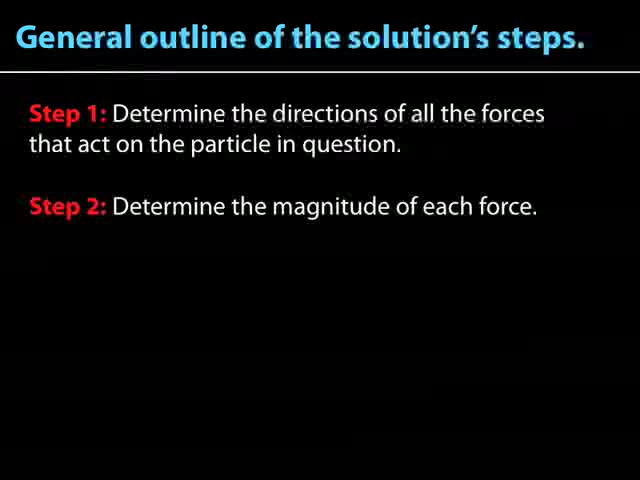 General outline of the solution's steps.
Step 1: Determine the directions of all the forces
that act on the particle in question.
Step 2: Determine the magnitude of each force.